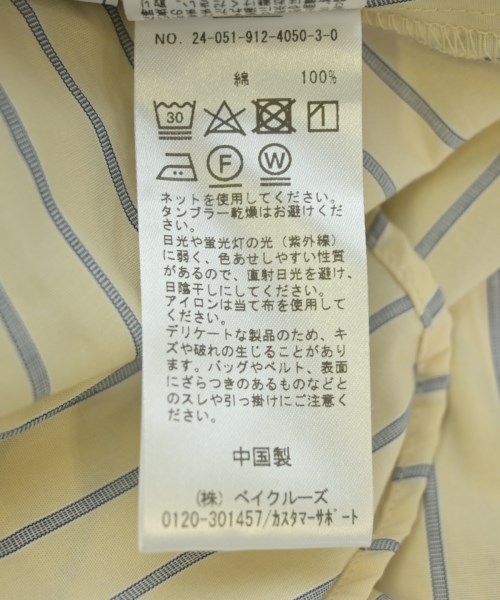 NO. 24-051-912-4050-3-0
綿 100%
30
F W
ネットを使用してください。
タンブラー乾燥はお避けくだ
さい。
日光や蛍光灯の光（紫外線）
に弱く、色あせしやすい性質
があるので、直射日光を避け、
日陰干しにしてください。
アイロンは当て布を使用して
ください。
デリケートな製品のため、キ
ズや破れの生じることがあり
ます。バッグやベルト、表面
にざらつきのあるものなどと
のスレや引っ掛けにご注意く
ださい。
中国製
（株）ベイクルーズ
0120-301457/カスタマーサポート